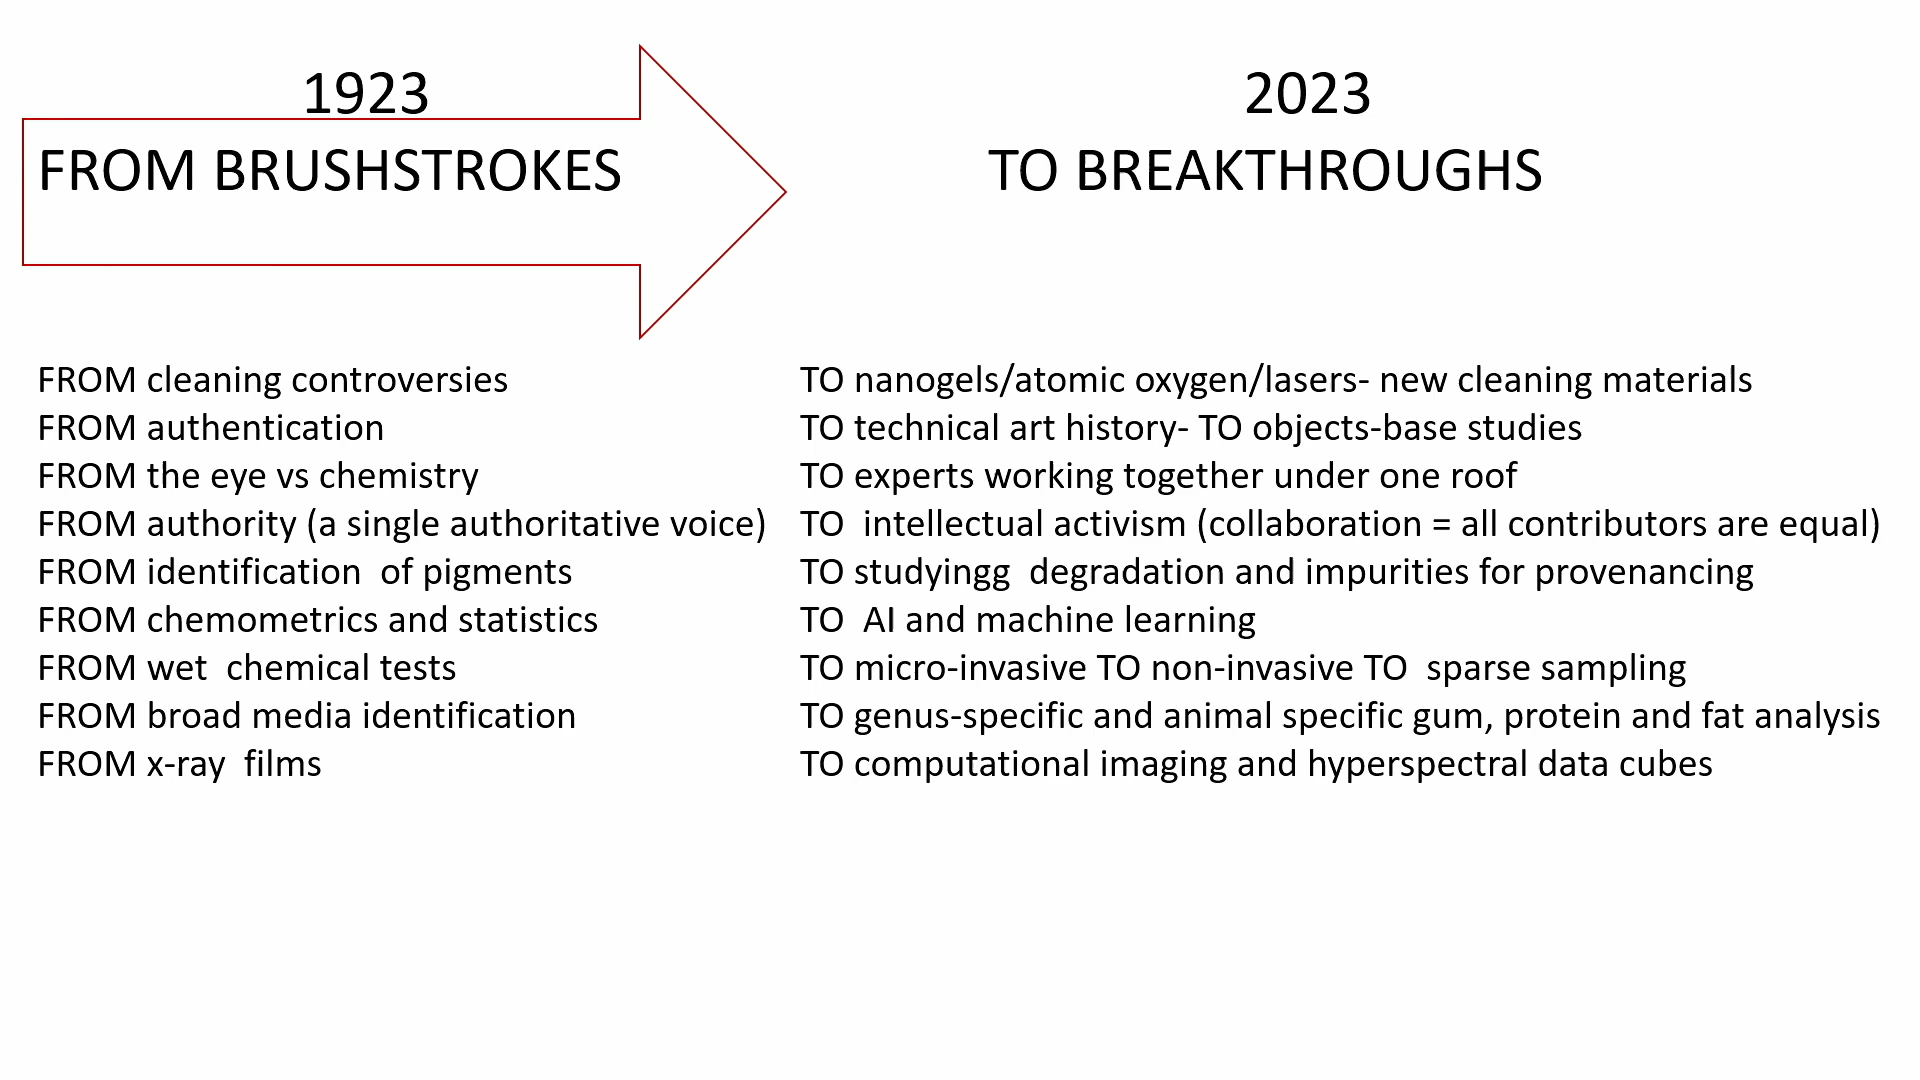 1923
FROM BRUSHSTROKES
2023
TO BREAKTHROUGHS
FROM cleaning controversies
FROM authentication
FROM the eye vs chemistry
FROM authority (a single authoritative voice)
FROM identification  of pigments
FROM chemometrics and statistics
FROM wet  chemical tests
FROM broad media identification
FROM x-ray  films
TO nanogels/atomic oxygen/lasers- new cleaning materials
TO technical art history- TO objects-base studies
TO experts working together under one roof
TO  intellectual activism (collaboration = all contributors are equal)
TO studyingg  degradation and impurities for provenancing
TO  AI and machine learning
TO micro-invasive TO non-invasive TO  sparse sampling
TO genus-specific and animal specific gum, protein and fat analysis
TO computational imaging and hyperspectral data cubes